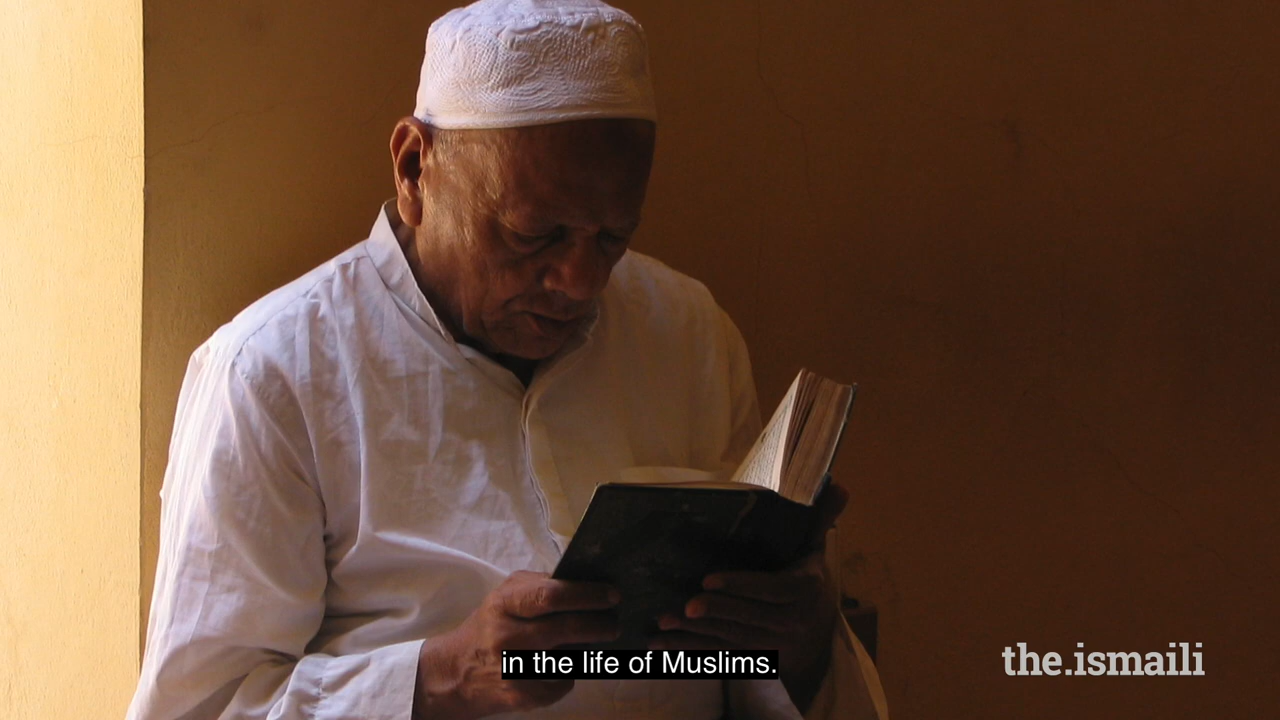 in the life of Muslims.
the.ismaili